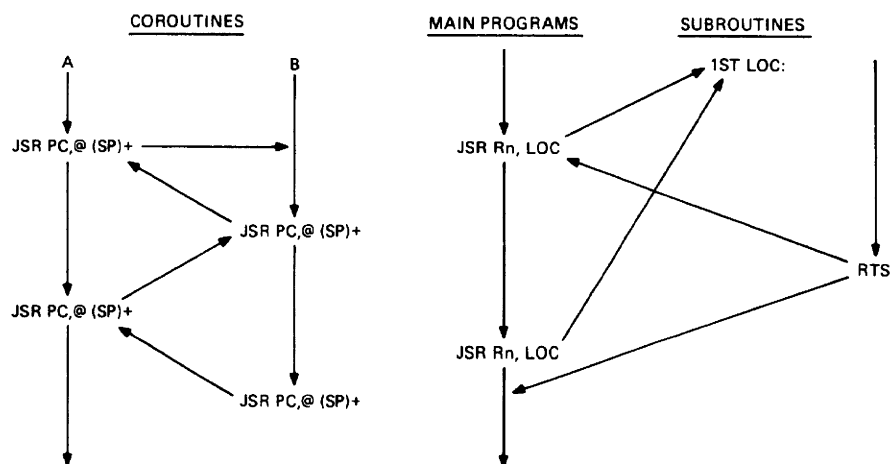 COROUTINES
A
B
JSR PC,@ (SP)+
JSR PC,@ (SP)+
JSR PC,@ (SP)+
JSR PC,@ (SP)+
MAIN PROGRAMS
SUBROUTINES
1ST LOC:
JSR Rn, LOC
RTS
JSR Rn, LOC